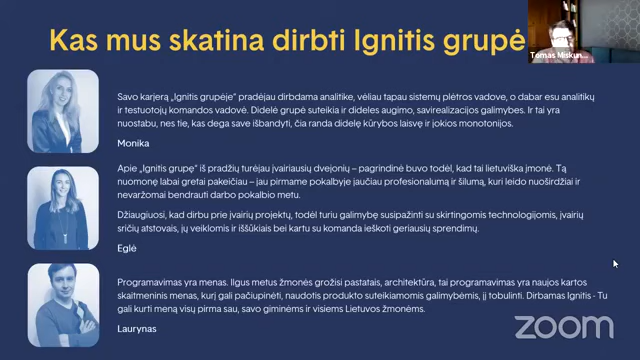 Kas mus skatina dirbti Ignitis grupė
Tomas Miškun...
Savo karjerą „Ignitis grupėje" pradėjau dirbdama analitike, vėliau tapau sistemų plėtros vadove, o dabar esu analitikų
ir testuotojų komandos vadovė. Didelė grupė suteikia ir dideles augimo, savirealizacijos galimybes. Ir tai yra
nuostabu, nes tie, kas dega save išbandyti, čia randa didelę kūrybos laisvę ir jokios monotonijos.
Monika
Apie „Ignitis grupę" iš pradžių turėjau įvairiausių dvejonių – pagrindinė buvo todėl, kad tai lietuviška įmonė. Tą
nuomonę labai greitai pakeičiau – jau pirmame pokalbyje jaučiau profesionalumą ir šilumą, kuri leido nuoširdžiai ir
nevaržomai bendrauti darbo pokalbio metu.
Džiaugiuosi, kad dirbu prie įvairių projektų, todėl turiu galimybę susipažinti su skirtingomis technologijomis, įvairių
sričių atstovais, jų veiklomis ir iššūkiais bei kartu su komanda ieškoti geriausių sprendimų.
Eglė
Programavimas yra menas. Ilgus metus žmonės grožisi pastatais, architektūra, tai programavimas yra naujos kartos
skaitmeninis menas, kurį gali pačiupinėti, naudotis produkto suteikiamomis galimybėmis, jį tobulinti. Dirbdamas Ignitis - Tu
gali kurti meną visų pirma sau, savo giminėms ir visiems Lietuvos žmonėms.
Laurynas
zoom